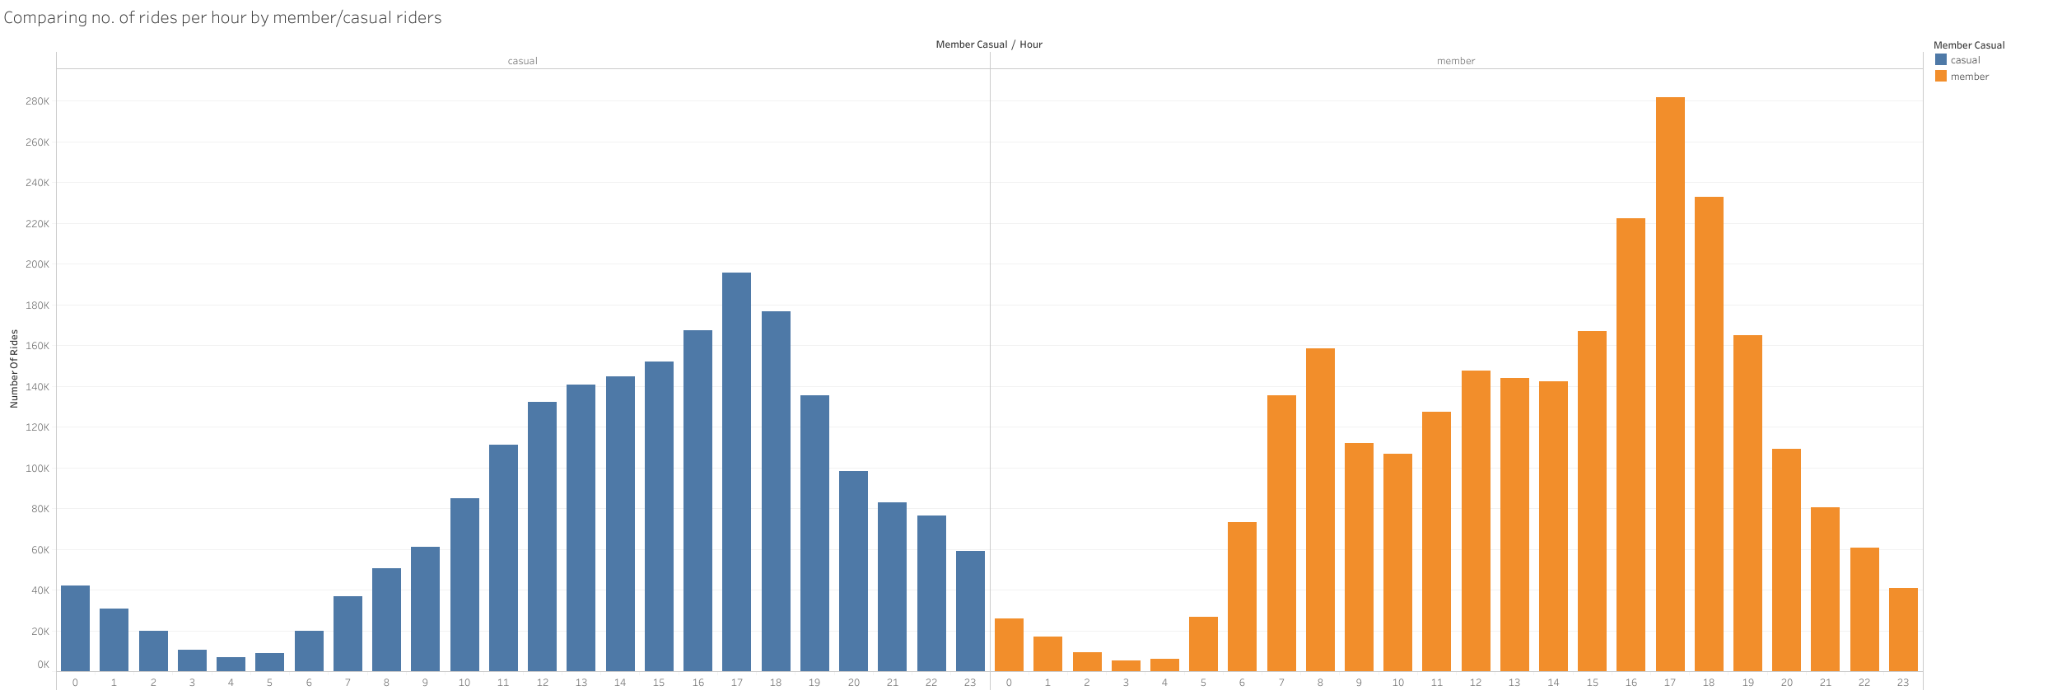 Comparing no. of rides per hour by member/casual riders
Member Casual / Hour
casual
member
Member Casual
casual
member
Number Of Rides
280K
260K
240K
220K
200K
180K
160K
140K
120K
100K
80K
60K
40K
20K
0K
0 1 2 3 4 5 6 7 8 9 10 11 12 13 14 15 16 17 18 19 20 21 22 23 0 1 2 3 4 5 6 7 8 9 10 11 12 13 14 15 16 17 18 19 20 21 22 23